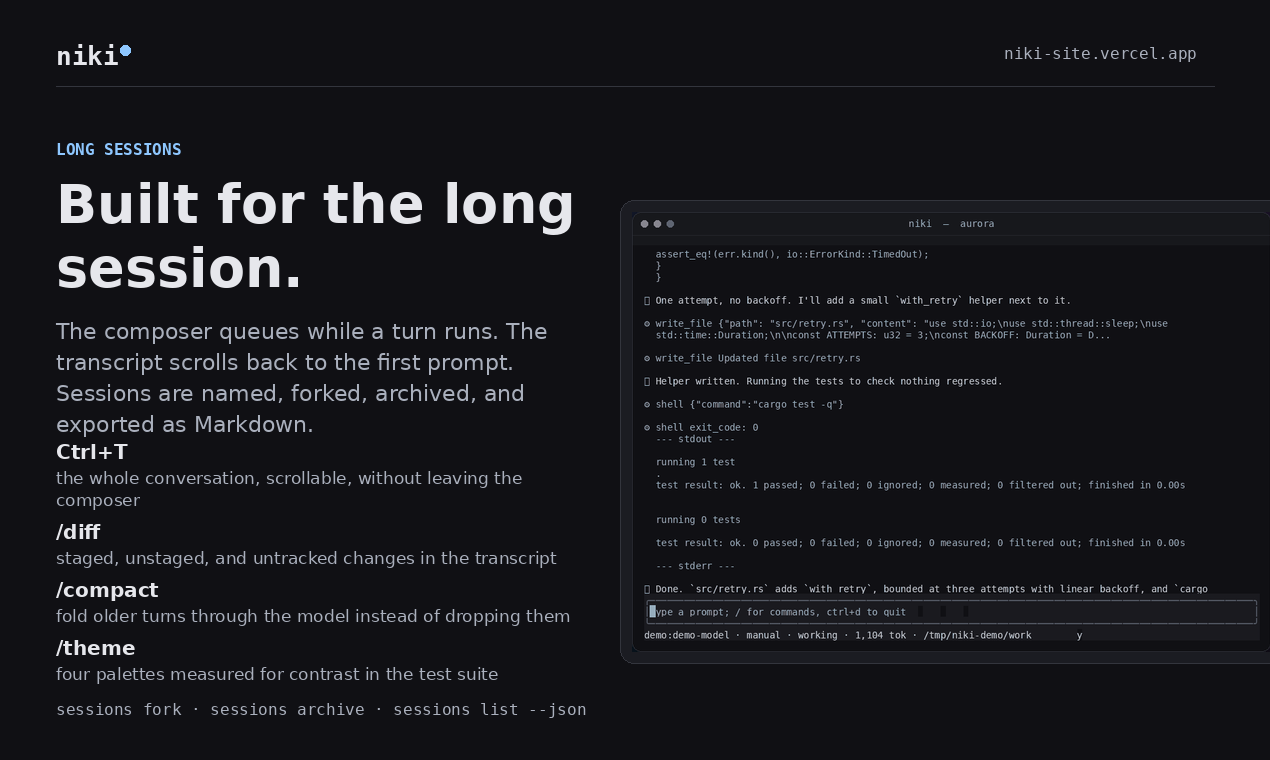 niki
niki-site.vercel.app
LONG SESSIONS
Built for the long
session.
The composer queues while a turn runs. The
transcript scrolls back to the first prompt.
Sessions are named, forked, archived, and
exported as Markdown.
Ctrl+T
the whole conversation, scrollable, without leaving the
composer
/diff
staged, unstaged, and untracked changes in the transcript
/compact
fold older turns through the model instead of dropping them
/theme
four palettes measured for contrast in the test suite
sessions fork · sessions archive · sessions list --json
niki — aurora
assert_eq!(err.kind(), io::ErrorKind::TimedOut);
}
}
One attempt, no backoff. I'll add a small `with_retry` helper next to it.
⚙ write_file {"path": "src/retry.rs", "content": "use std::io;\nuse std::thread::sleep;\nuse
std::time::Duration;\n\nconst ATTEMPTS: u32 = 3;\nconst BACKOFF: Duration = D...
⚙ write_file Updated file src/retry.rs
Helper written. Running the tests to check nothing regressed.
⚙ shell {"command":"cargo test -q"}
⚙ shell exit_code: 0
--- stdout ---
running 1 test
.
test result: ok. 1 passed; 0 failed; 0 ignored; 0 measured; 0 filtered out; finished in 0.00s
running 0 tests
test result: ok. 0 passed; 0 failed; 0 ignored; 0 measured; 0 filtered out; finished in 0.00s
--- stderr ---
Done. `src/retry.rs` adds `with_retry`, bounded at three attempts with linear backoff, and `cargo
ype a prompt; / for commands, ctrl+d to quit
demo:demo-model · manual · working · 1,104 tok · /tmp/niki-demo/work y